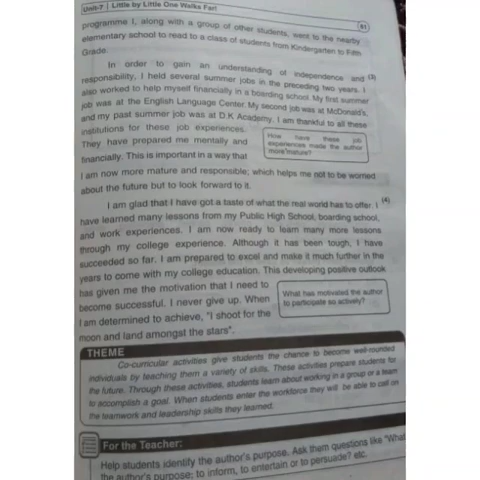 Unit-7 Little by Little One Walks Far!
81
programme I, along with a group of other students, went to the nearby
elementary school to read to a class of students from Kindergarten to Fifth
Grade.
In order to gain an understanding of independence and (3)
responsibility, I held several summer jobs in the preceding two years. I
also worked to help myself financially in a boarding school. My first summer
job was at the English Language Center. My second job was at McDonald's,
and my past summer job was at D.K Academy. I am thankful to all these
institutions for these job experiences.
They have prepared me mentally and
financially. This is important in a way that
How have these job
experiences made the author
more mature?
I am now more mature and responsible; which helps me not to be worried
about the future but to look forward to it.
I am glad that I have got a taste of what the real world has to offer. I (4)
have learned many lessons from my Public High School, boarding school,
and work experiences. I am now ready to learn many more lessons
through my college experience. Although it has been tough, I have
succeeded so far. I am prepared to excel and make it much further in the
years to come with my college education. This developing positive outlook
has given me the motivation that I need to
become successful. I never give up. When
I am determined to achieve, "I shoot for the
moon and land amongst the stars".
What has motivated the author
to participate so actively?
THEME
Co-curricular activities give students the chance to become well-rounded
individuals by teaching them a variety of skills. These activities prepare students for
the future. Through these activities, students learn about working in a group or a team
to accomplish a goal. When students enter the workforce they will be able to call on
the teamwork and leadership skills they learned.
For the Teacher:
Help students identify the author's purpose. Ask them questions like "What
the author's purpose; to inform, to entertain or to persuade? etc.